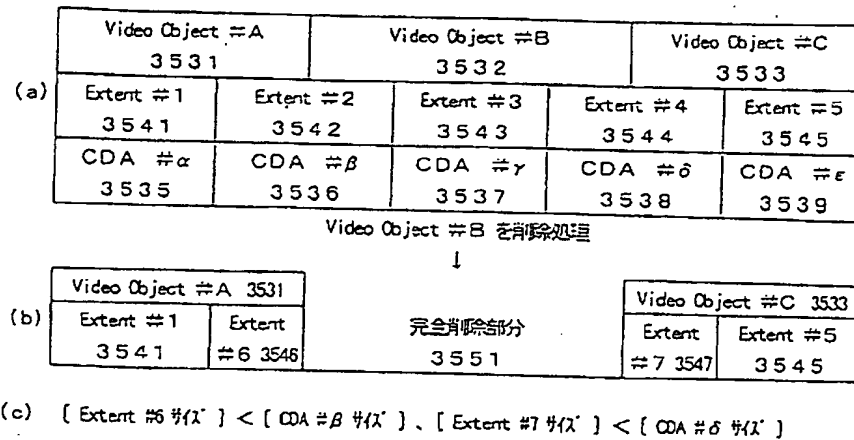 Video Object #A Video Object #B Video Object #C
3531 3532 3533
(a)
Extent #1 Extent #2 Extent #3 Extent #4 Extent #5
3541 3542 3543 3544 3545
CDA #α CDA #β CDA #γ CDA #δ CDA #ε
3535 3536 3537 3538 3539
Video Object #B を削除処理
↓
Video Object #A 3531 Video Object #C 3533
(b)
Extent #1 Extent 完全削除部分 Extent Extent #5
3541 #6 3546 3551 #7 3547 3545
(c) [ Extent #6 サイズ ] < [ CDA #β サイズ ] 、 [ Extent #7 サイズ ] < [ CDA #δ サイズ ]